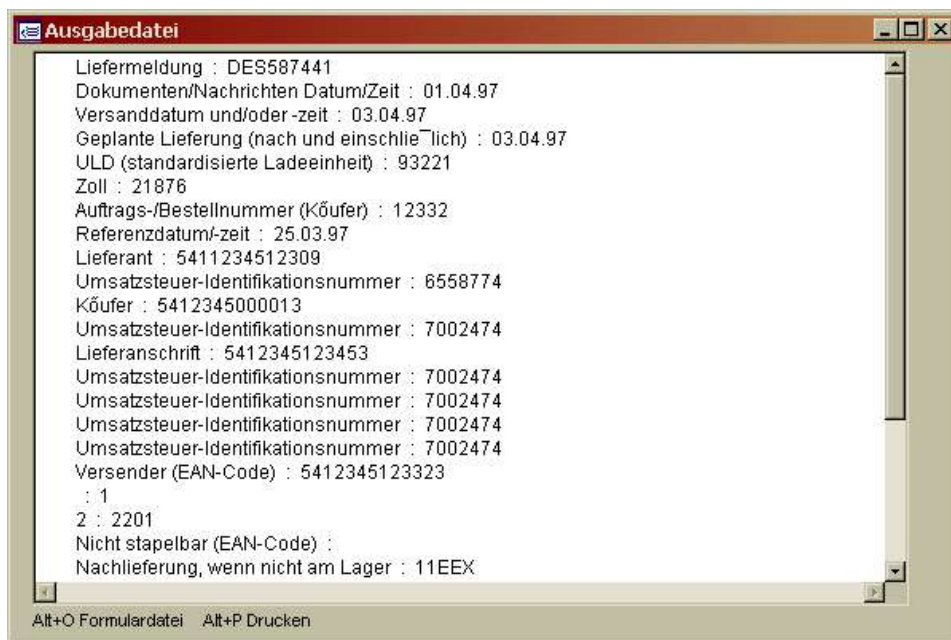 Ausgabedatei
Liefermeldung : DES587441
Dokumenten/Nachrichten Datum/Zeit : 01.04.97
Versanddatum und/oder -zeit : 03.04.97
Geplante Lieferung (nach und einschlie¯lich) : 03.04.97
ULD (standardisierte Ladeeinheit) : 93221
Zoll : 21876
Auftrags-/Bestellnummer (Kőufer) : 12332
Referenzdatum/-zeit : 25.03.97
Lieferant : 5411234512309
Umsatzsteuer-Identifikationsnummer : 6558774
Kőufer : 5412345000013
Umsatzsteuer-Identifikationsnummer : 7002474
Lieferanschrift : 5412345123453
Umsatzsteuer-Identifikationsnummer : 7002474
Umsatzsteuer-Identifikationsnummer : 7002474
Umsatzsteuer-Identifikationsnummer : 7002474
Umsatzsteuer-Identifikationsnummer : 7002474
Versender (EAN-Code) : 5412345123323
: 1
2 : 2201
Nicht stapelbar (EAN-Code) :
Nachlieferung, wenn nicht am Lager : 11EEX
Alt+O Formulardatei Alt+P Drucken